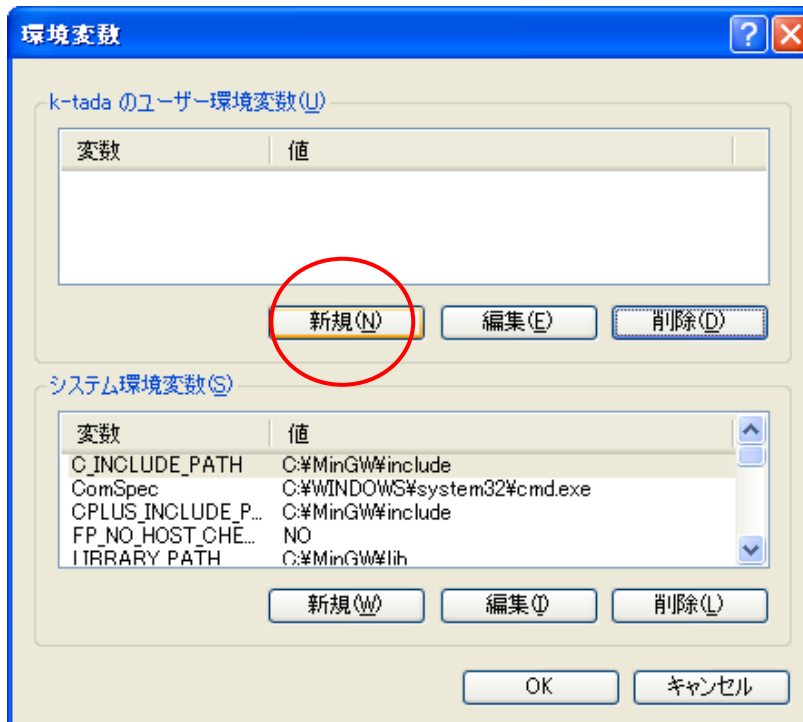 環境変数
k-tada のユーザー環境変数(U)
変数 値
新規(N) 編集(E) 削除(D)
システム環境変数(S)
変数 値
C_INCLUDE_PATH C:¥MinGW¥include
ComSpec C:¥WINDOWS¥system32¥cmd.exe
CPLUS_INCLUDE_P... C:¥MinGW¥include
FP_NO_HOST_CHE... NO
LIBRARY_PATH C:¥MinGW¥lib
新規(W) 編集(I) 削除(L)
OK キャンセル